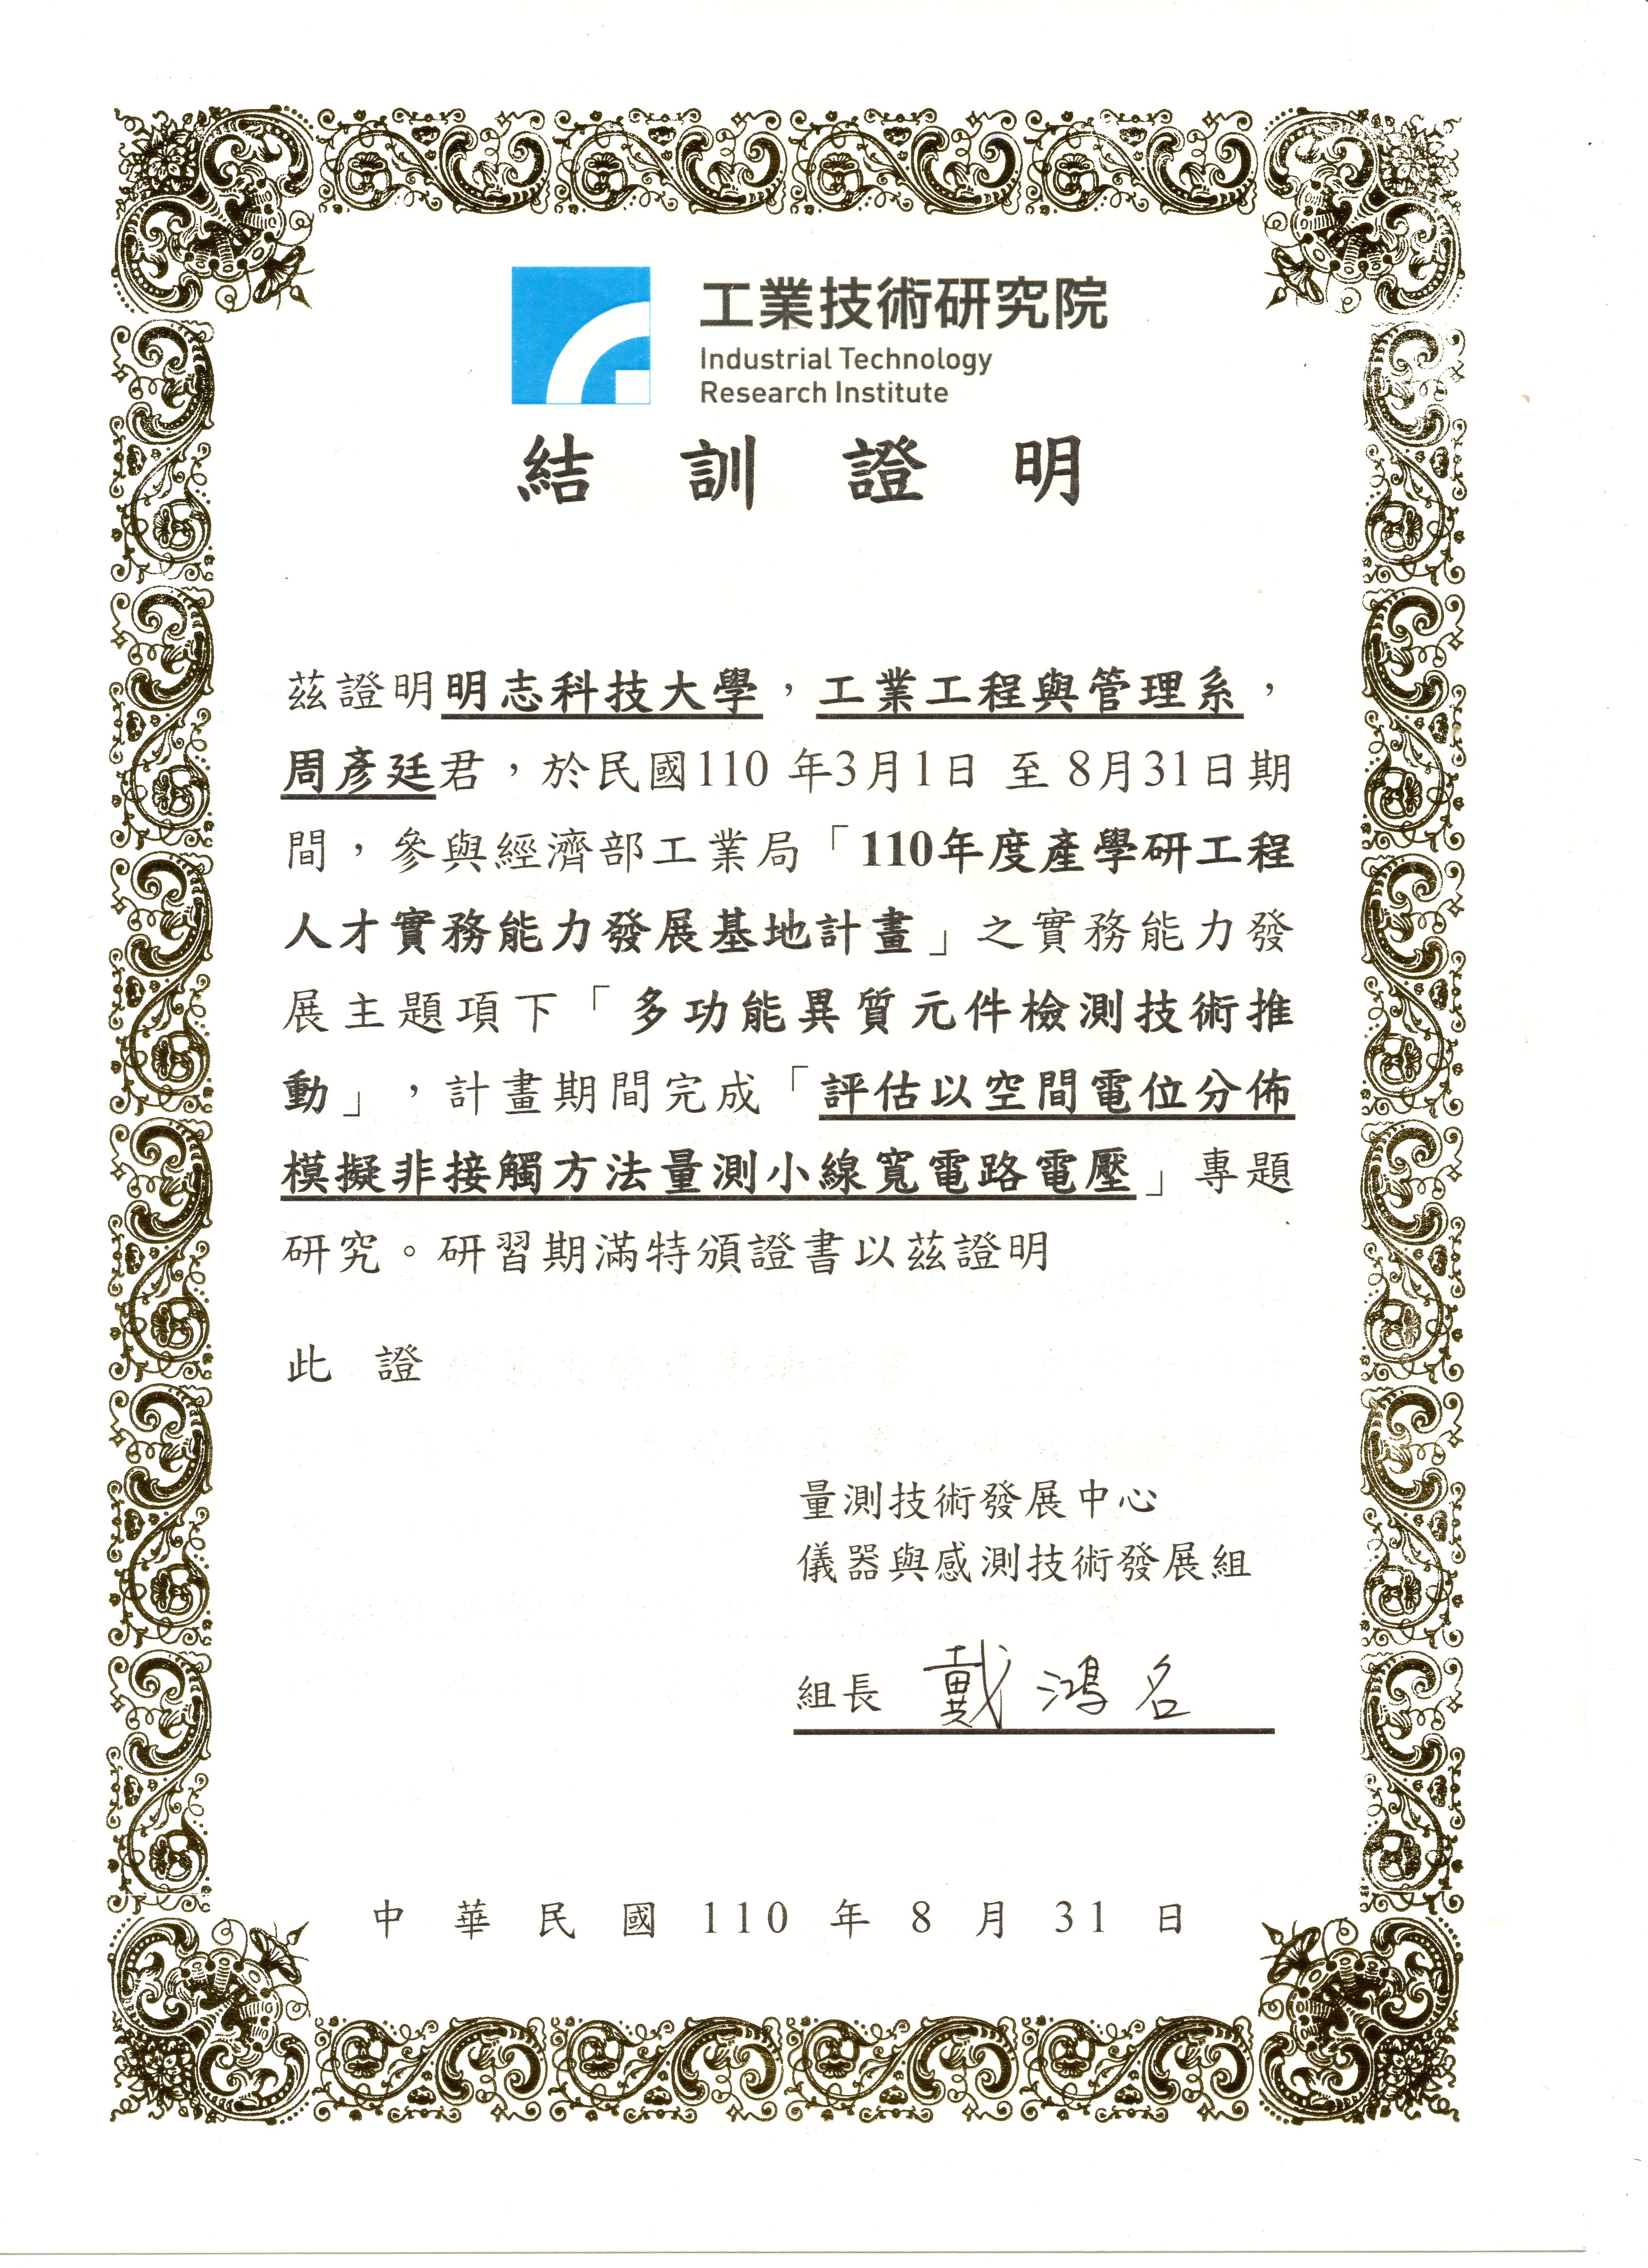 工業技術研究院
Industrial Technology
Research Institute
結訓證明
茲證明明志科技大學，工業工程與管理系，
周彥廷君，於民國110 年3月1日 至 8月31日期
間，參與經濟部工業局「110年度產學研工程
人才實務能力發展基地計畫」之實務能力發
展主題項下「多功能異質元件檢測技術推
動」，計畫期間完成「評估以空間電位分佈
模擬非接觸方法量測小線寬電路電壓」專題
研究。研習期滿特頒證書以茲證明
此 證
量測技術發展中心
儀器與感測技術發展組
組長 戴鴻名
中華民國 110 年 8 月 31 日